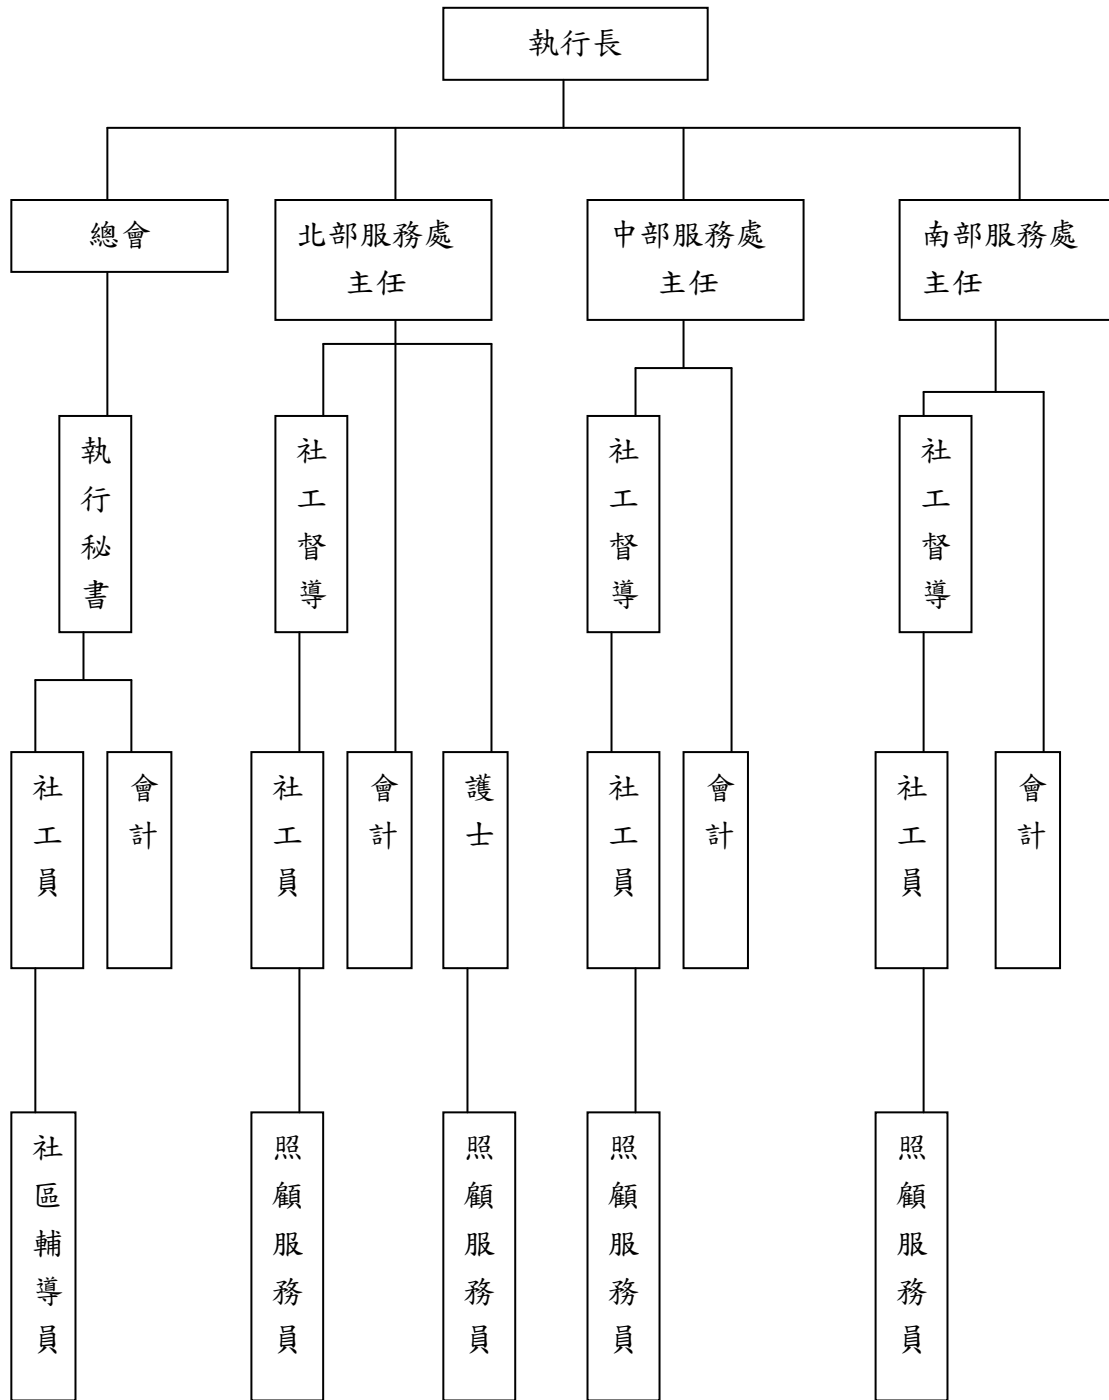 執行長
總會
北部服務處
主任
中部服務處
主任
南部服務處
主任
執行秘書
社工督導
社工督導
社工督導
社工員
會計
社工員
會計
護士
社工員
會計
社工員
會計
社區輔導員
照顧服務員
照顧服務員
照顧服務員
照顧服務員